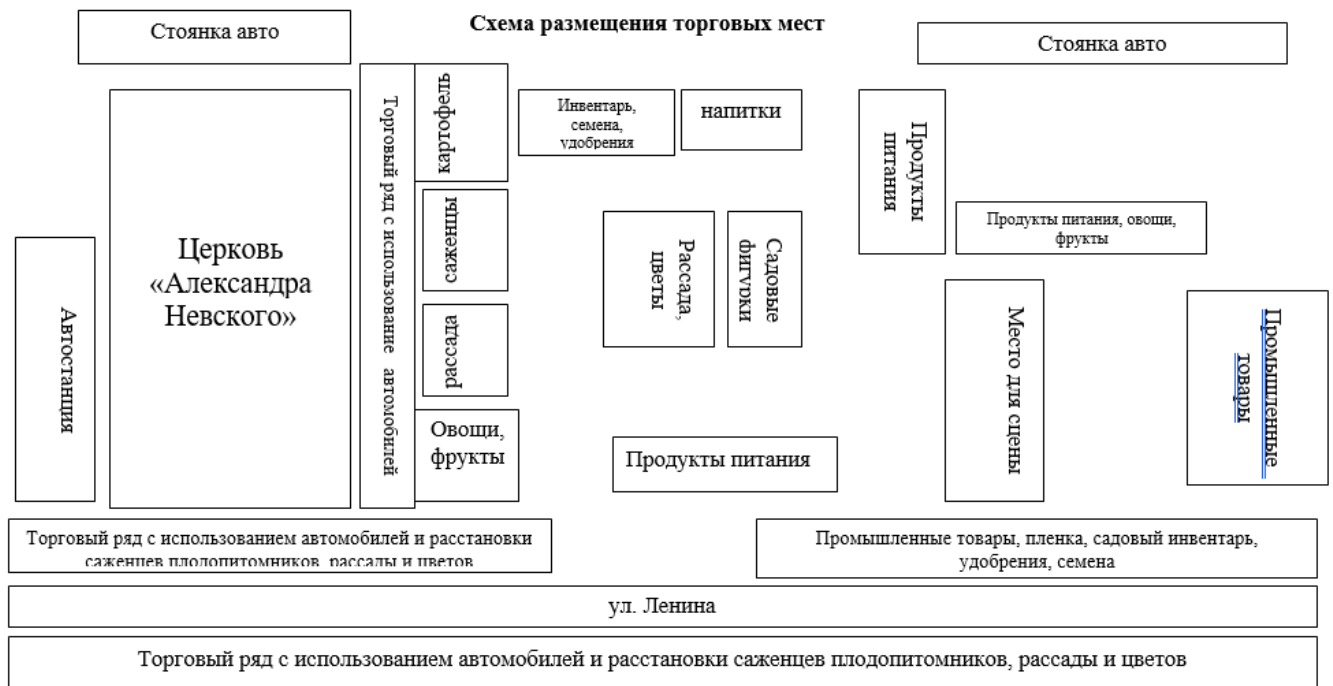 Схема размещения торговых мест
Стоянка авто
Стоянка авто
Церковь
«Александра
Невского»
Автостанция
Торговый ряд с использование автомобилей
картофель
саженцы
рассада
Овощи,
фрукты
Инвентарь,
семена,
удобрения
напитки
Рассада,
цветы
Садовые
фигурки
Продукты питания
Продукты
питания
Продукты питания, овощи,
фрукты
Место для сцены
Промышленные
товары
Торговый ряд с использованием автомобилей и расстановки
саженцев плодопитомников, рассады и цветов
Промышленные товары, пленка, садовый инвентарь,
удобрения, семена
ул. Ленина
Торговый ряд с использованием автомобилей и расстановки саженцев плодопитомников, рассады и цветов